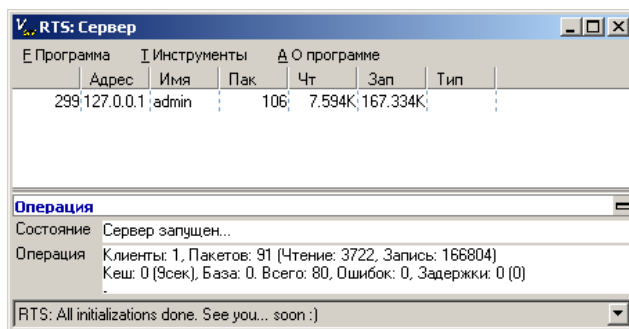 RTS: Сервер
F Программа T Инструменты A О программе
Адрес Имя Пак Чт Зап Тип
299 127.0.0.1 admin 106 7.594K 167.334K
Операция
Состояние Сервер запущен...
Операция Клиенты: 1, Пакетов: 91 (Чтение: 3722, Запись: 166804)
Кеш: 0 (9сек), База: 0. Всего: 80, Ошибок: 0, Задержки: 0 (0)
RTS: All initializations done. See you... soon :)